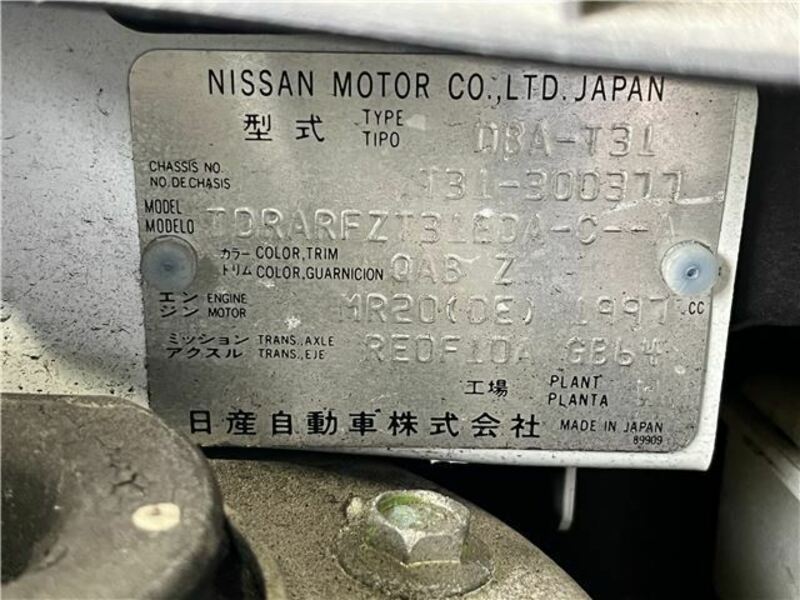 NISSAN MOTOR CO.,LTD. JAPAN
型式 TYPE TIPO DBA-T31
CHASSIS NO. NO.DE.CHASIS T31-300377
MODEL MODELO TDRARFZT31EDA-C--A
カラー COLOR,TRIM トリム COLOR,GUARNICION QAB Z
エンジン ENGINE MOTOR MR20(DE) 1997 CC
ミッション TRANS.,AXLE アクスル TRANS.,EJE RE0F10A GB64
工場 PLANT PLANTA
日産自動車株式会社 MADE IN JAPAN
89909